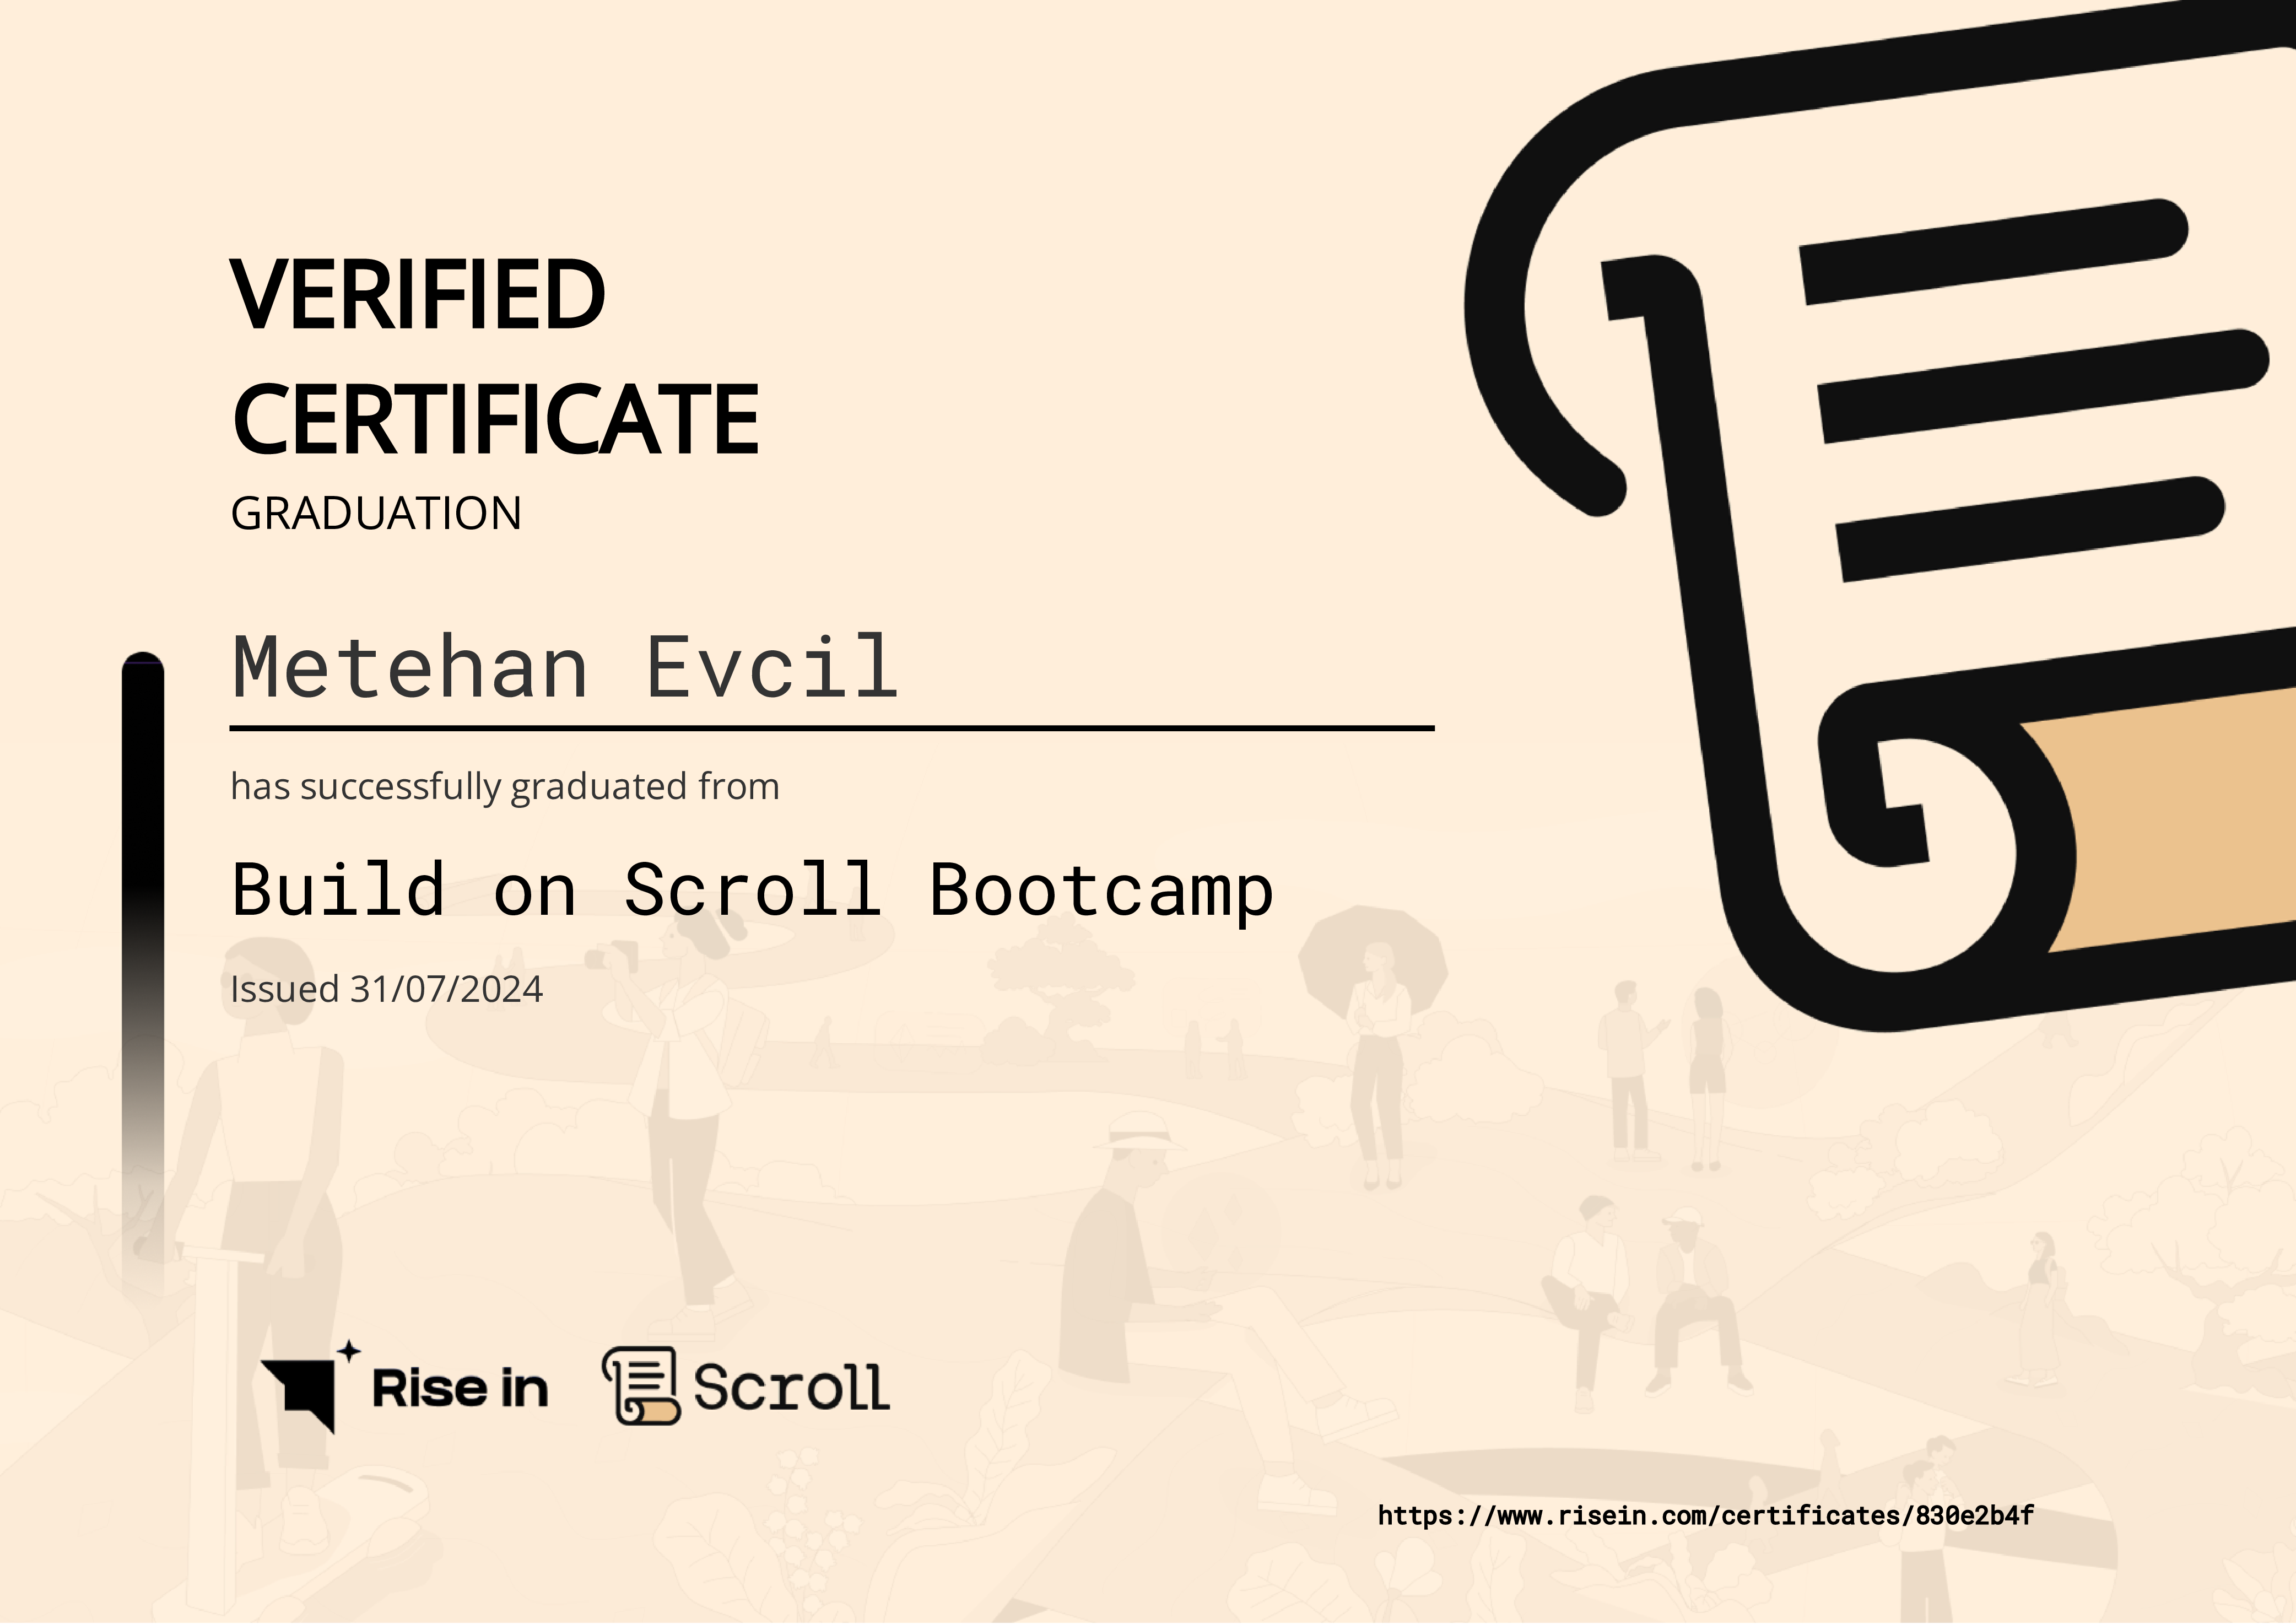 VERIFIED
CERTIFICATE
GRADUATION
Metehan Evcil
has successfully graduated from
Build on Scroll Bootcamp
Issued 31/07/2024
Rise in
Scroll
https://www.risein.com/certificates/830e2b4f